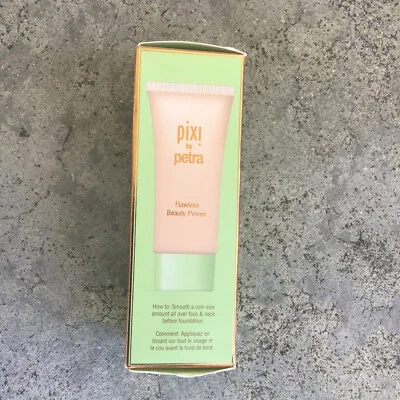 pixi
by
petra
Flawless
Beauty Primer
How to: Smooth a coin size
amount all over face & neck
before foundation.
Comment: Appliquez en
lissant sur tout le visage et
le cou avant le fond de teint.